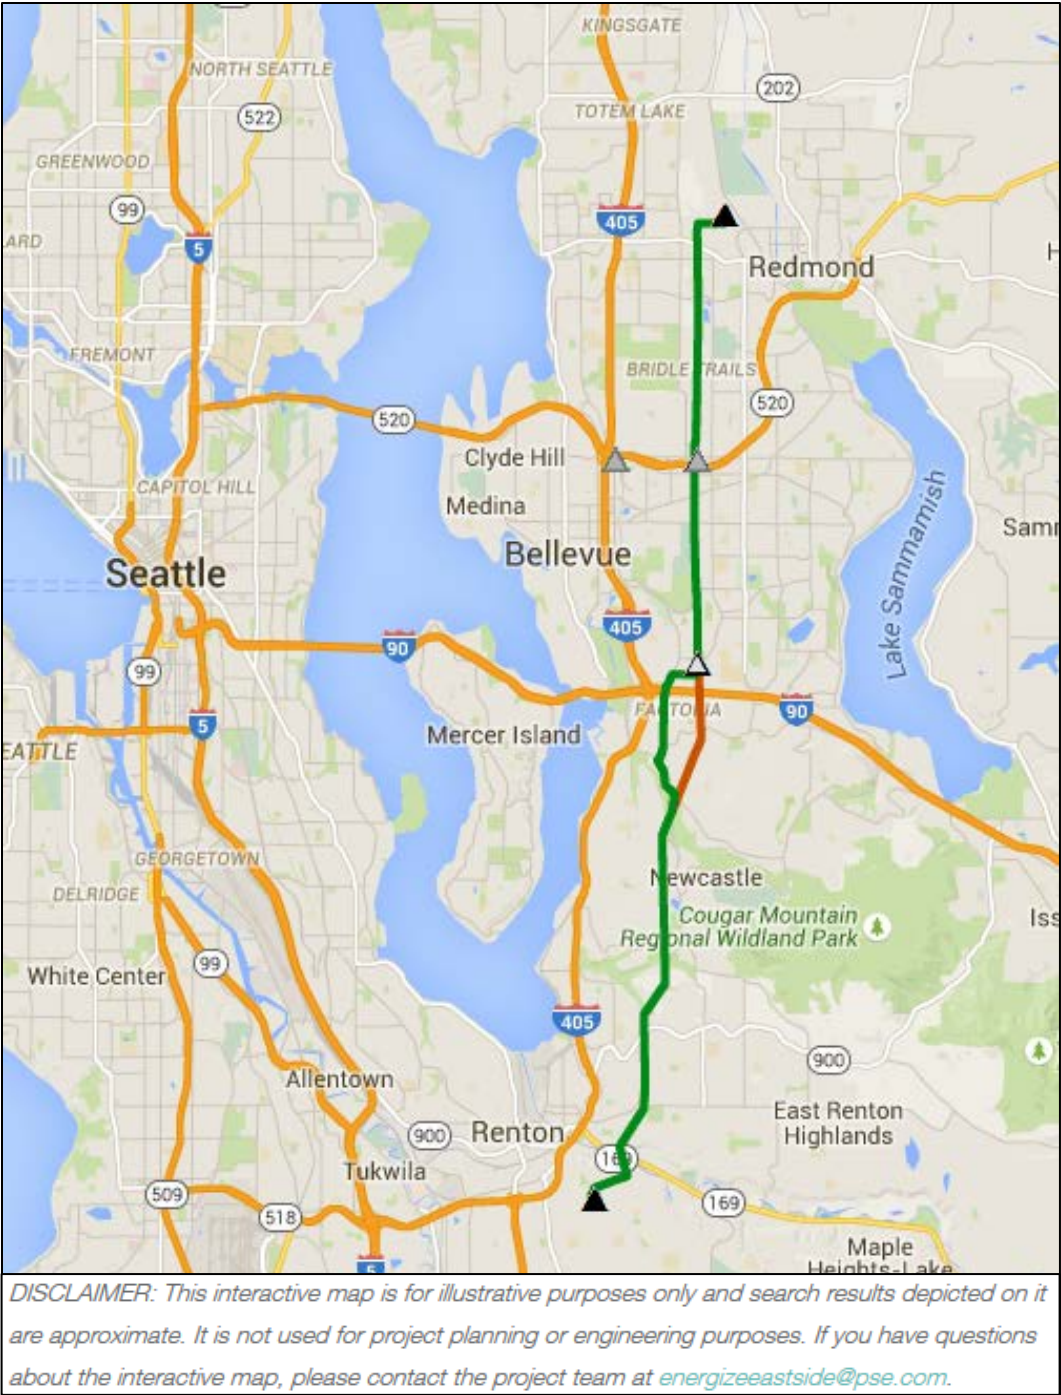 KINGSGATE
NORTH SEATTLE
202
522
TOTEM LAKE
GREENWOOD
99
405
5
ARD
Redmond
FREMONT
BRIDLE TRAILS
520
520
Clyde Hill
CAPITOL HILL
Medina
Lake Sammamish
Samr
Bellevue
Seattle
405
90
99
FACTORIA
90
5
Mercer Island
EATTLE
GEORGETOWN
Newcastle
DELRIDGE
Cougar Mountain
Regional Wildland Park
Iss
99
White Center
405
900
Allentown
East Renton
Highlands
900
Renton
169
Tukwila
509
169
518
Maple
Heights-Lake
5
DISCLAIMER: This interactive map is for illustrative purposes only and search results depicted on it
are approximate. It is not used for project planning or engineering purposes. If you have questions
about the interactive map, please contact the project team at energizeeastside@pse.com.